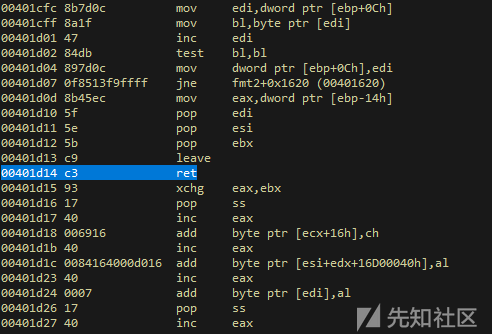 00401cfc 8b7d0c mov edi,dword ptr [ebp+0Ch]
00401cff 8a1f mov bl,byte ptr [edi]
00401d01 47 inc edi
00401d02 84db test bl,bl
00401d04 897d0c mov dword ptr [ebp+0Ch],edi
00401d07 0f8513f9ffff jne fmt2+0x1620 (00401620)
00401d0d 8b45ec mov eax,dword ptr [ebp-14h]
00401d10 5f pop edi
00401d11 5e pop esi
00401d12 5b pop ebx
00401d13 c9 leave
00401d14 c3 ret
00401d15 93 xchg eax,ebx
00401d16 17 pop ss
00401d17 40 inc eax
00401d18 006916 add byte ptr [ecx+16h],ch
00401d1b 40 inc eax
00401d1c 0084164000d016 add byte ptr [esi+edx+16D00040h],al
00401d23 40 inc eax
00401d24 0007 add byte ptr [edi],al
00401d26 17 pop ss
00401d27 40 inc eax
先知社区